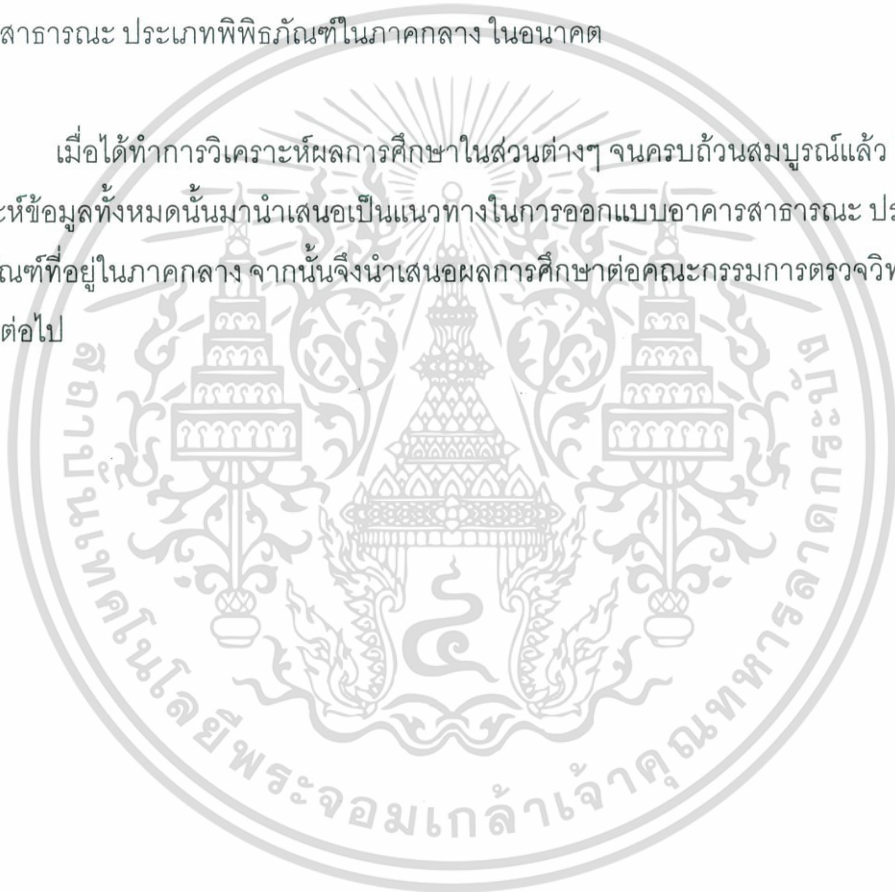 สาธารณะ ประเภทพิพิธภัณฑ์ในภาคกลาง ในอนาคต
เมื่อได้ทำการวิเคราะห์ผลการศึกษาในส่วนต่างๆ จนครบถ้วนสมบูรณ์แล้ว
ะห์ข้อมูลทั้งหมดนั้นมานำเสนอเป็นแนวทางในการออกแบบอาคารสาธารณะ ประ
ณฑ์ที่อยู่ในภาคกลาง จากนั้นจึงนำเสนอผลการศึกษาต่อคณะกรรมการตรวจวิท
ต่อไป
สถาบันเทคโนโลยีพระจอมเกล้าเจ้าคุณทหารลาดกระบัง